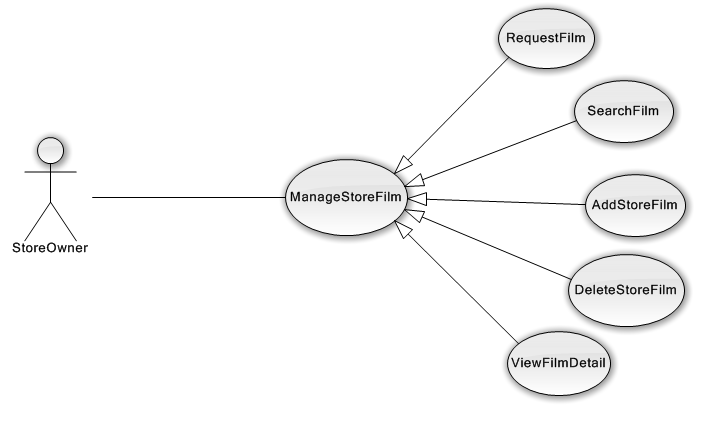 RequestFilm
SearchFilm
ManageStoreFilm
AddStoreFilm
StoreOwner
DeleteStoreFilm
ViewFilmDetail